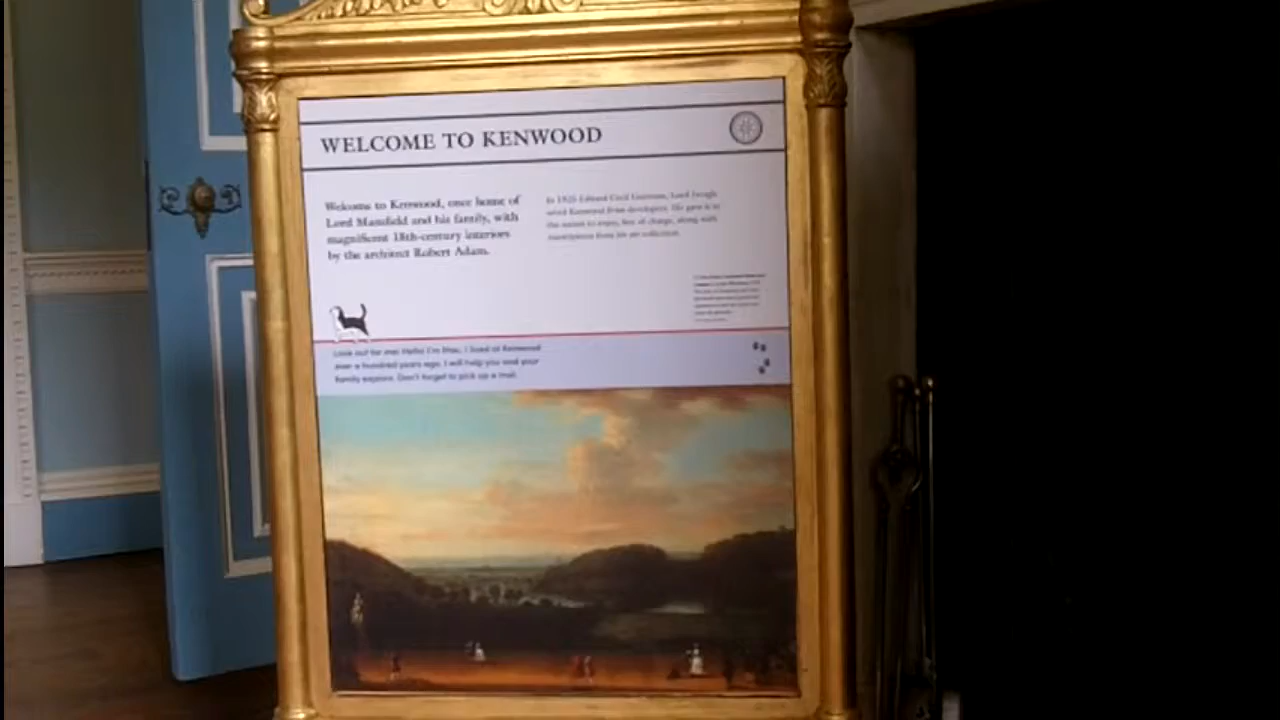 WELCOME TO KENWOOD
Welcome to Kenwood, once home of
Lord Mansfield and his family, with
magnificent 18th-century interiors
by the architect Robert Adam.
In 1925 Edward Cecil Guinness, Lord Iveagh
saved Kenwood from developers. He gave it to
the nation to enjoy, free of charge, along with
masterpieces from his art collection.
Look out for me! Hello! I'm I lived at Kenwood
over a hundred years ago. I will help you and your
family explore. Don't forget to pick up a trail.